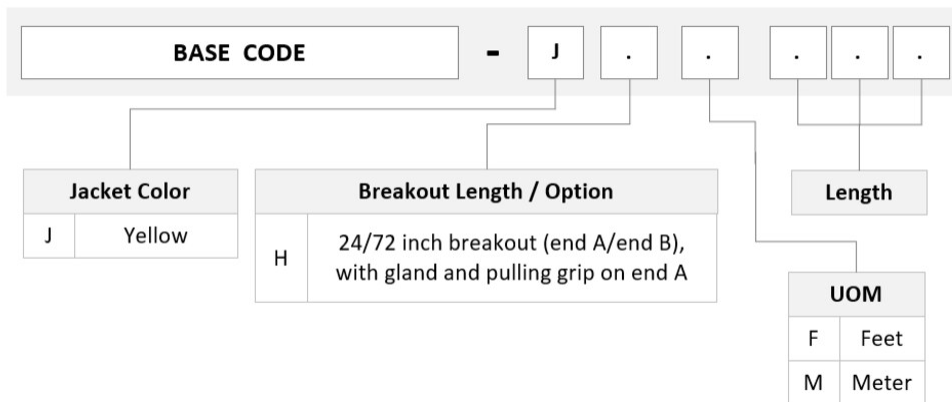 BASE CODE - J . . . . .
Jacket Color
J Yellow
Breakout Length / Option
H 24/72 inch breakout (end A/end B),
with gland and pulling grip on end A
Length
UOM
F Feet
M Meter